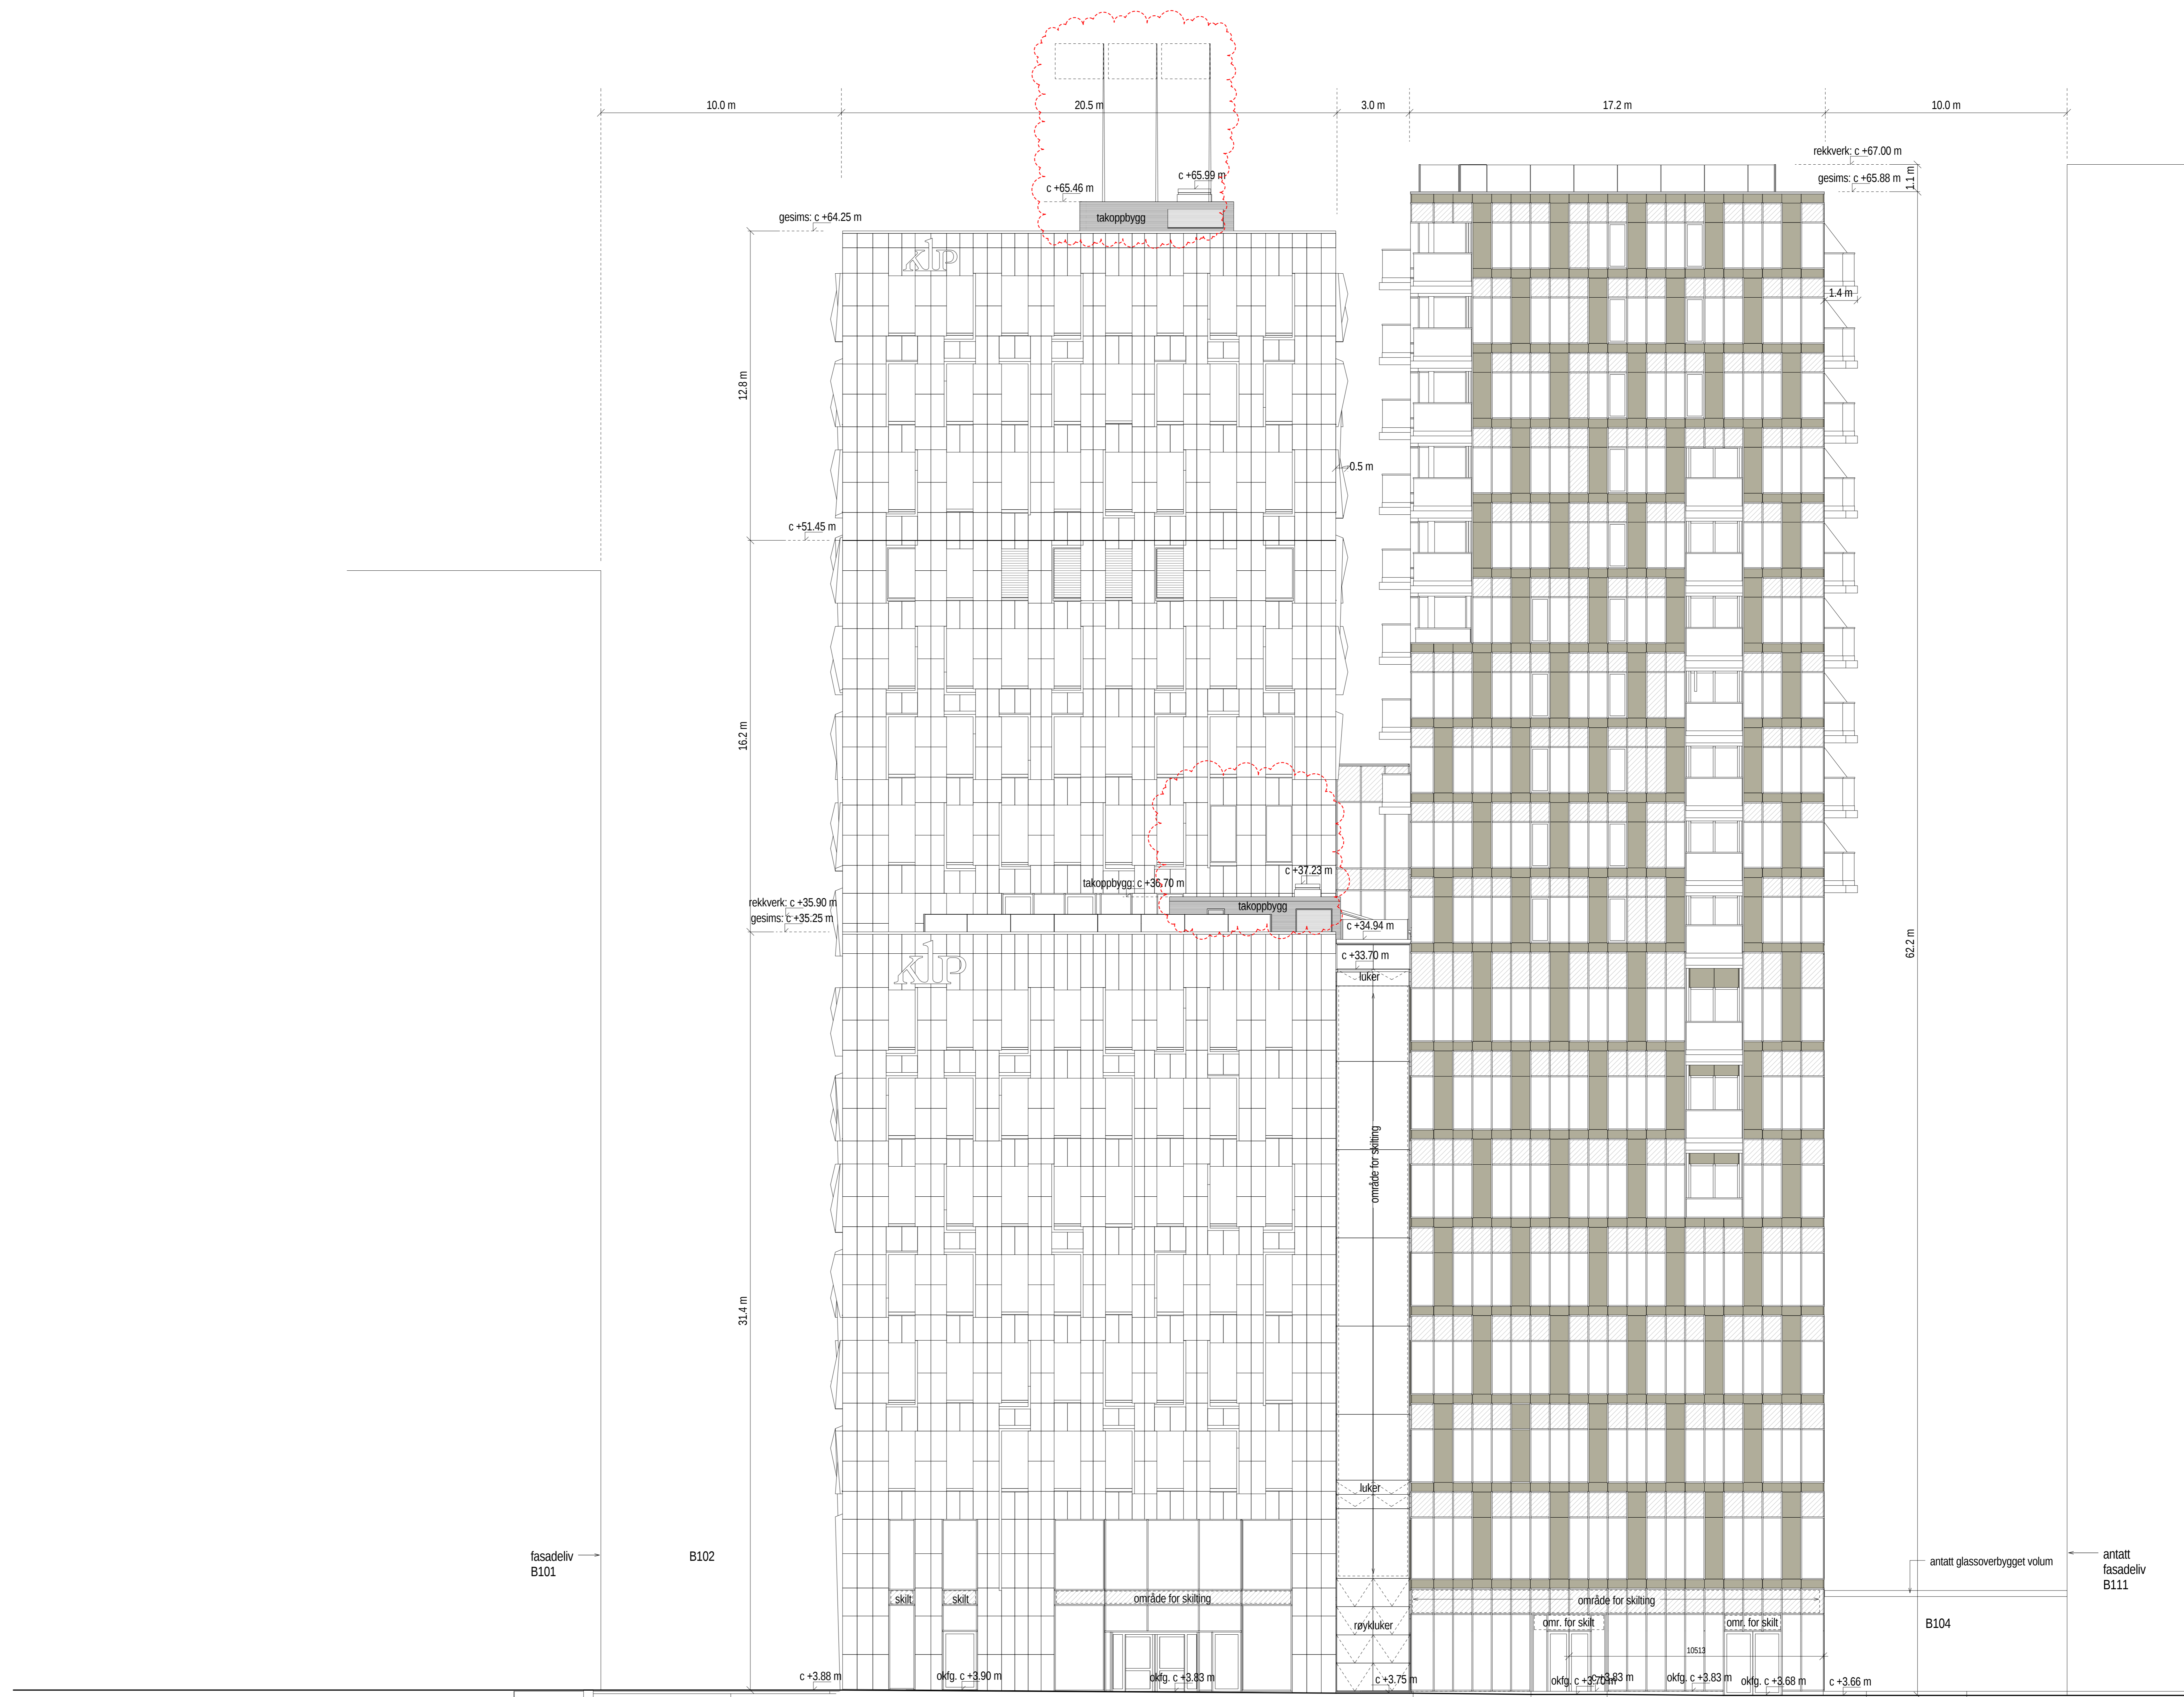 10.0 m
20.5 m
3.0 m
17.2 m
10.0 m
rekkverk: c +67.00 m
gesims: c +65.88 m
1.1 m
c +65.99 m
c +65.46 m
takoppbygg
gesims: c +64.25 m
klp
1.4 m
12.8 m
0.5 m
c +51.45 m
16.2 m
c +37.23 m
takoppbygg: c +36.70 m
takoppbygg
rekkverk: c +35.90 m
gesims: c +35.25 m
c +34.94 m
c +33.70 m
luker
klp
62.2 m
område for skilting
31.4 m
luker
fasadeliv
B101
B102
antatt glassoverbygget volum
antatt
fasadeliv
B111
skilt
skilt
område for skilting
område for skilting
røykluker
omr. for skilt
omr. for skilt
B104
10513
c +3.88 m
okfg. c +3.90 m
okfg. c +3.83 m
c +3.75 m
okfg. c +3.70 m
c +3.83 m
okfg. c +3.83 m
okfg. c +3.68 m
c +3.66 m